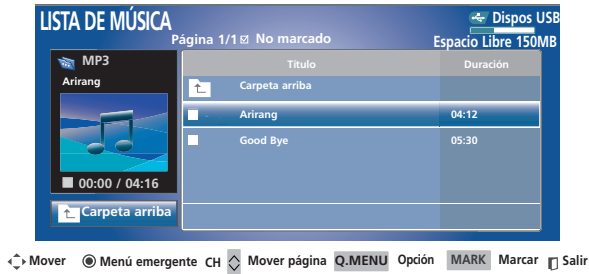 LISTA DE MÚSICA
Dispos USB
Página 1/1 ☑ No marcado
Espacio Libre 150MB
MP3
Arirang
00:00 / 04:16
Carpeta arriba
Título Duración
Carpeta arriba
Arirang 04:12
Good Bye 05:30
Mover Menú emergente CH Mover página Q.MENU Opción MARK Marcar Salir